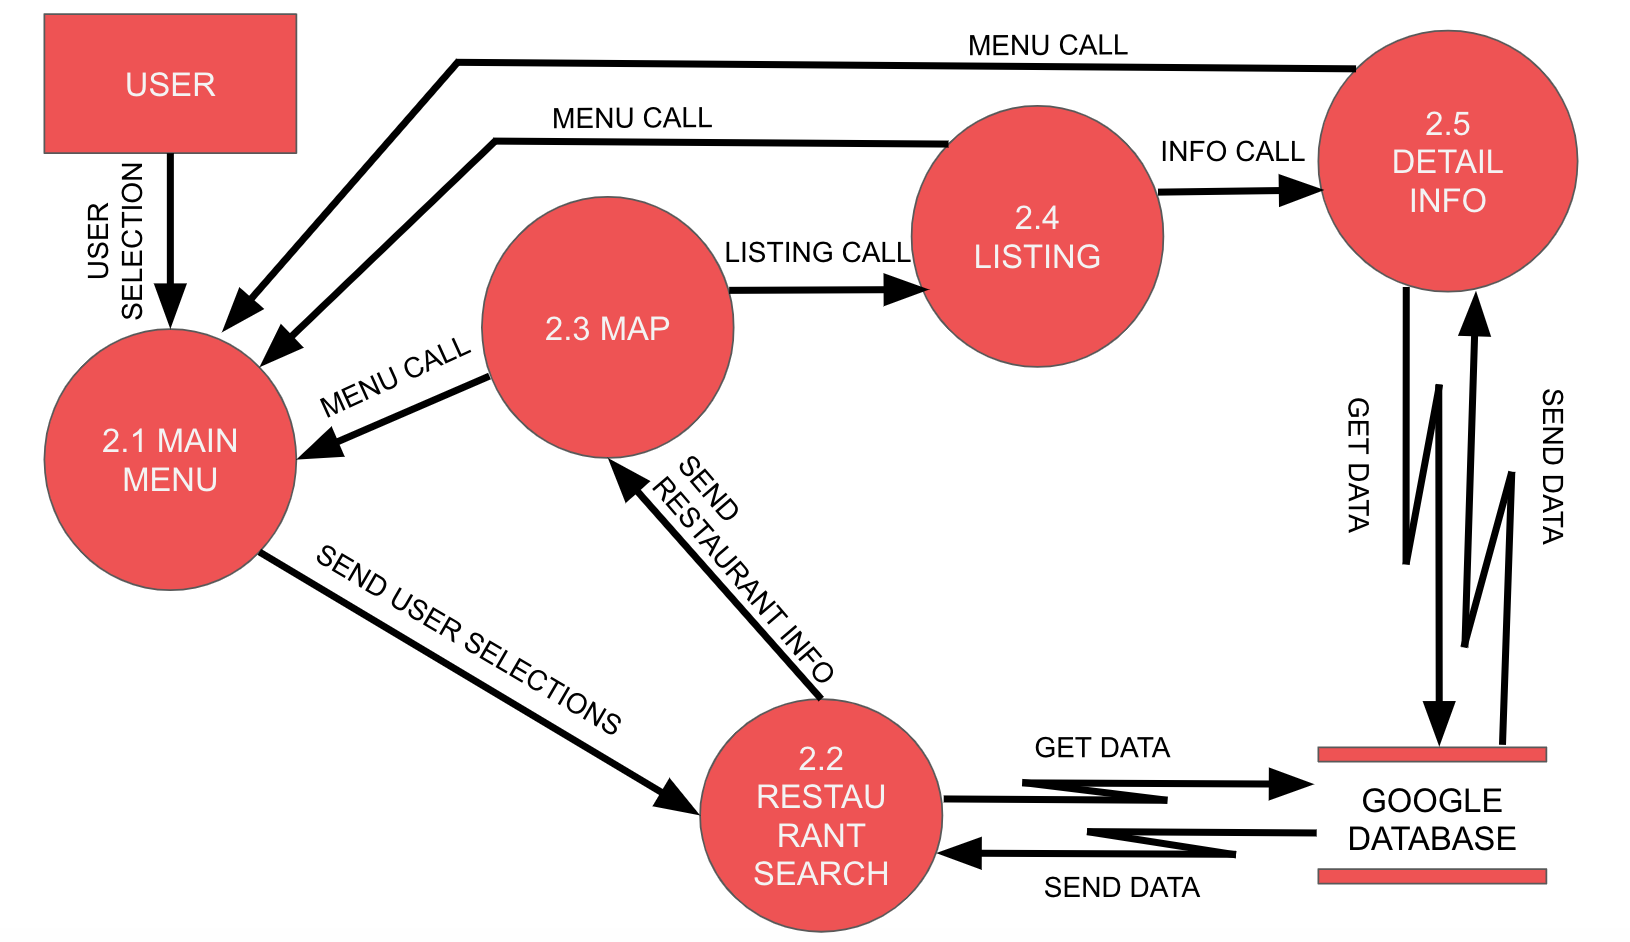 USER
USER
SELECTION
MENU CALL
MENU CALL
2.5
DETAIL
INFO
INFO CALL
2.4
LISTING
LISTING CALL
2.3 MAP
MENU CALL
2.1 MAIN
MENU
SEND USER SELECTIONS
SEND
RESTAURANT INFO
GET DATA
SEND DATA
2.2
RESTAU
RANT
SEARCH
GET DATA
SEND DATA
GOOGLE
DATABASE